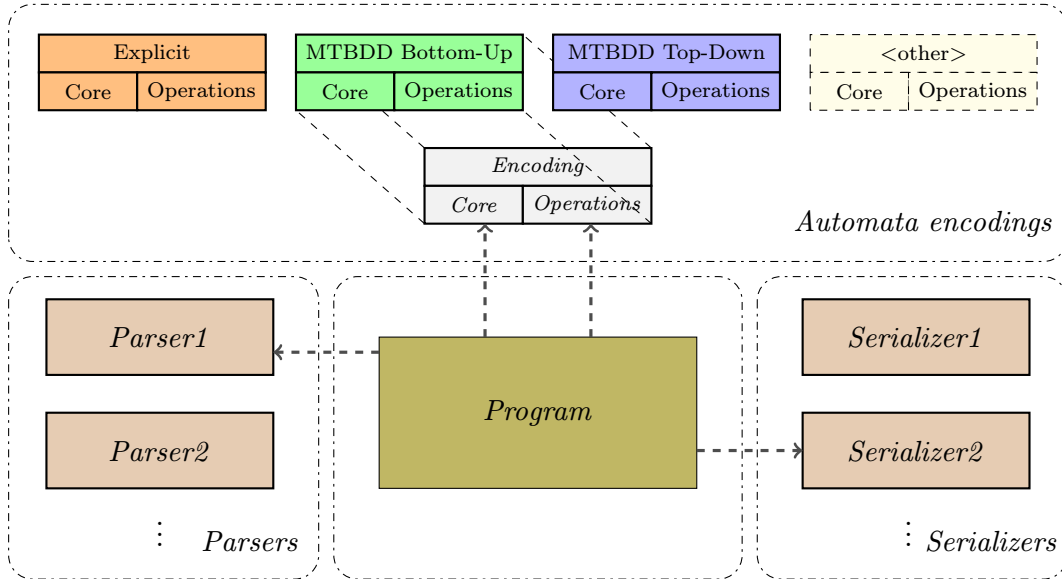 Explicit
Core Operations
MTBDD Bottom-Up
Core Operations
MTBDD Top-Down
Core Operations
<other>
Core Operations
Encoding
Core Operations
Automata encodings
Parser1
Parser2
⋮
Parsers
Program
Serializer1
Serializer2
⋮
Serializers